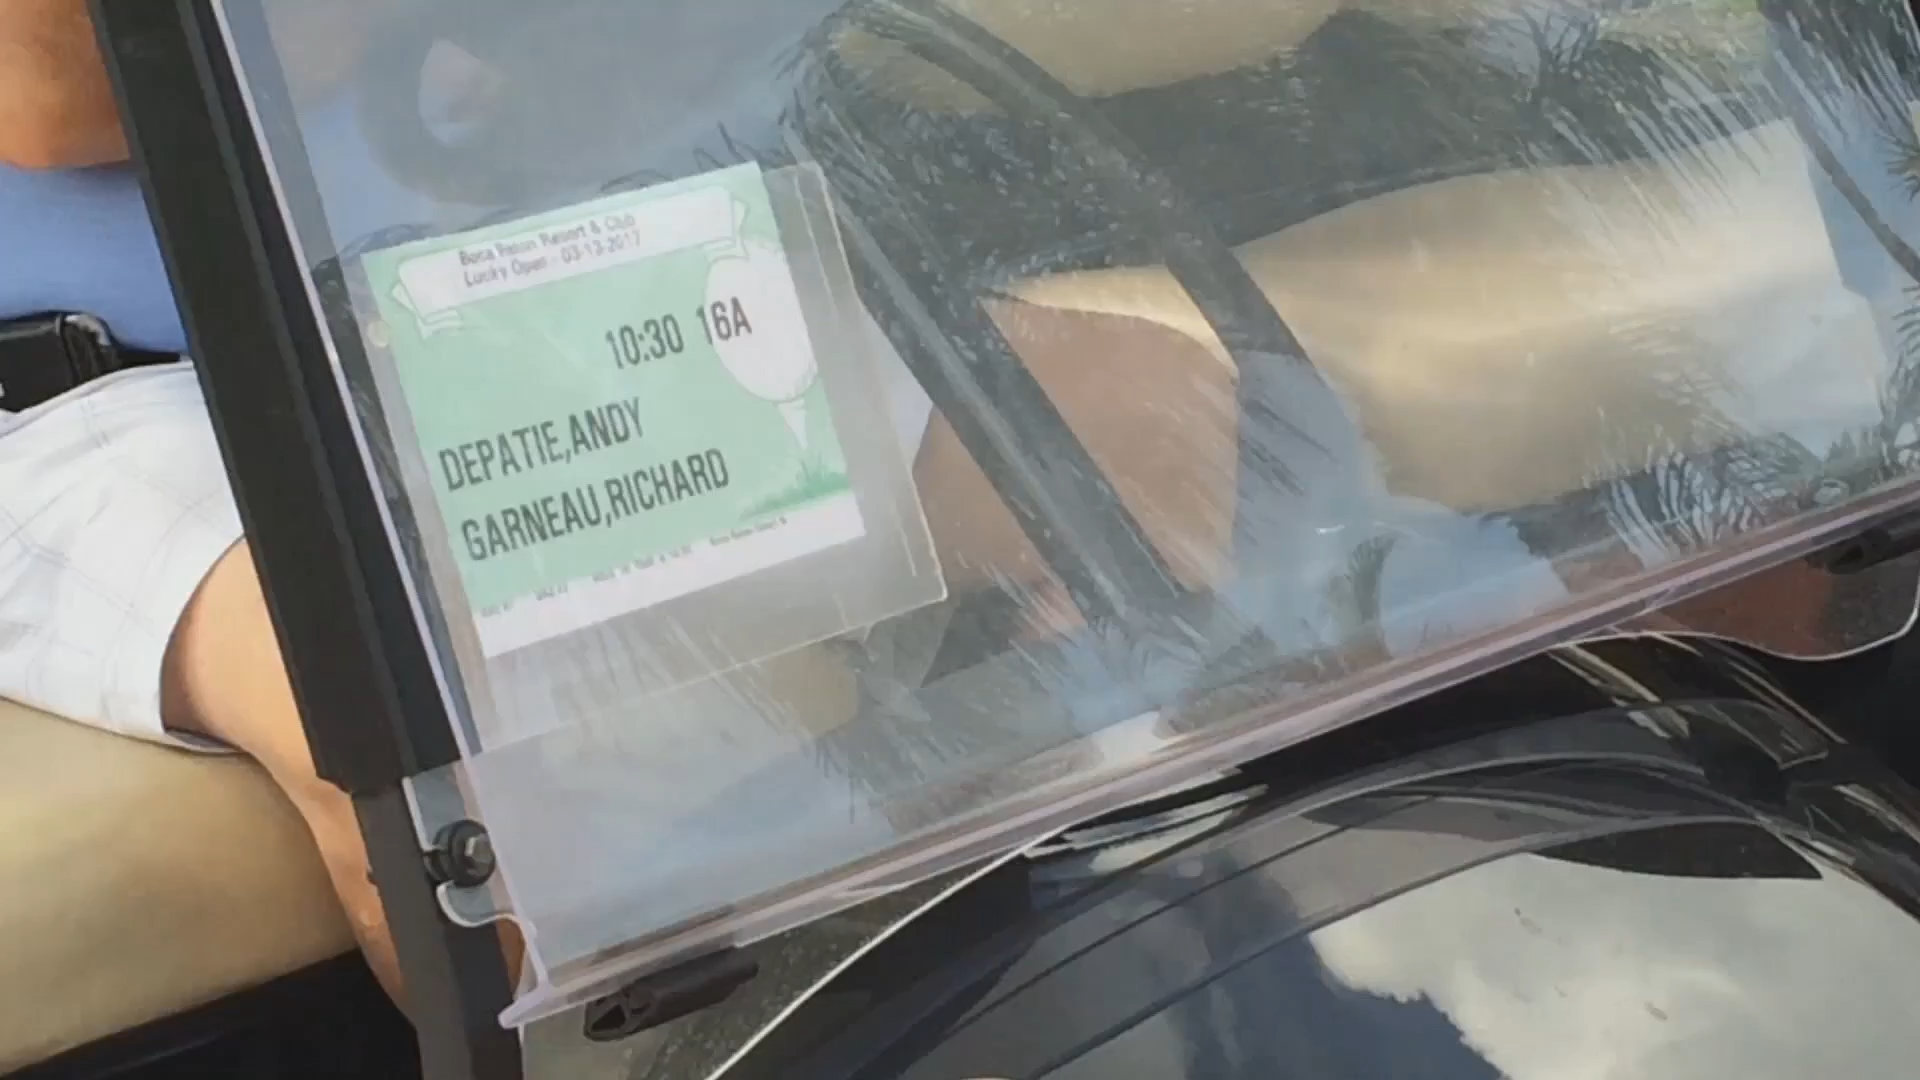 Boca Raton Resort & Club
Lucky Open - 03-13-2017
10:30 16A
DEPATIE,ANDY
GARNEAU,RICHARD